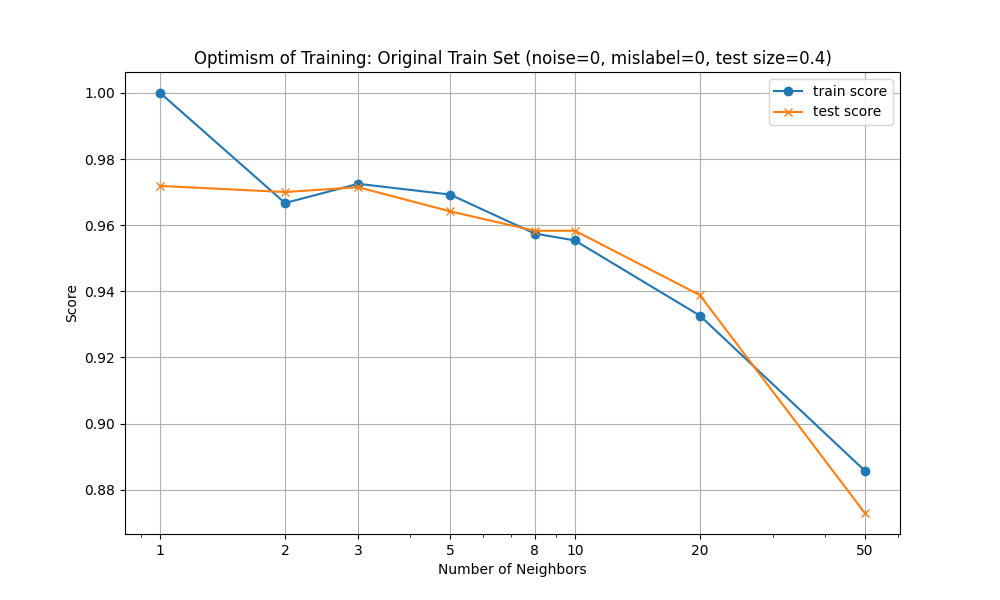 Optimism of Training: Original Train Set (noise=0, mislabel=0, test size=0.4)
train score
test score
1.00
0.98
0.96
0.94
0.92
0.90
0.88
Score
1 2 3 5 8 10 20 50
Number of Neighbors